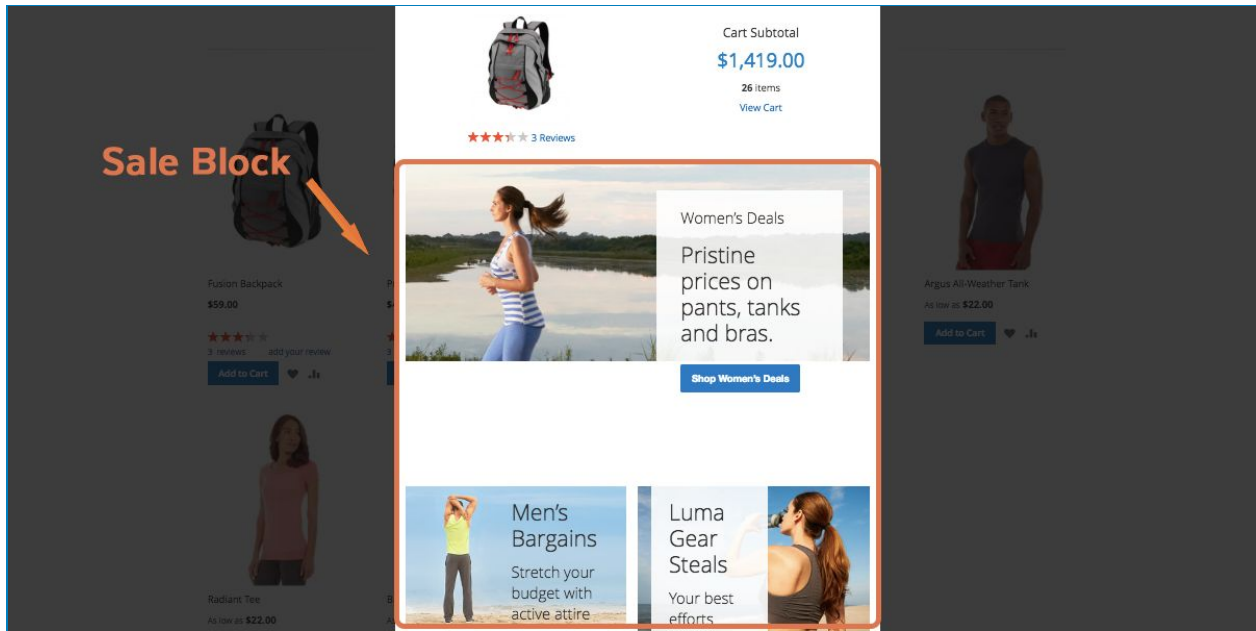 Cart Subtotal
$1,419.00
26 items
View Cart
3 Reviews
Sale Block
Women's Deals
Pristine
prices on
pants, tanks
and bras.
Shop Women's Deals
Fusion Backpack
$59.00
3 reviews add your review
Add to Cart
Argus All-Weather Tank
As low as $22.00
Add to Cart
Men's
Bargains
Stretch your
budget with
active attire
Luma
Gear
Steals
Your best
efforts
Radiant Tee
As low as $22.00